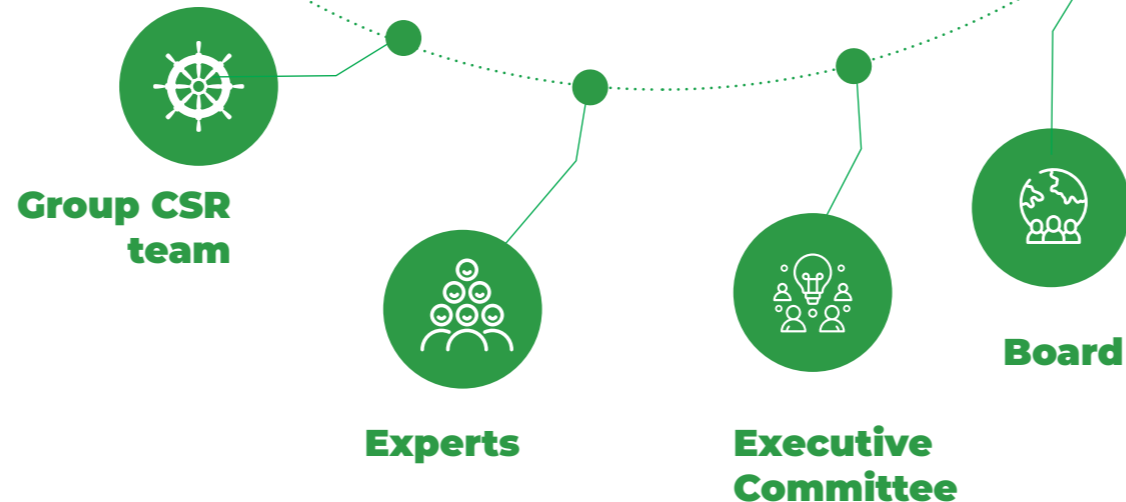 Group CSR
team
Experts
Executive
Committee
Board